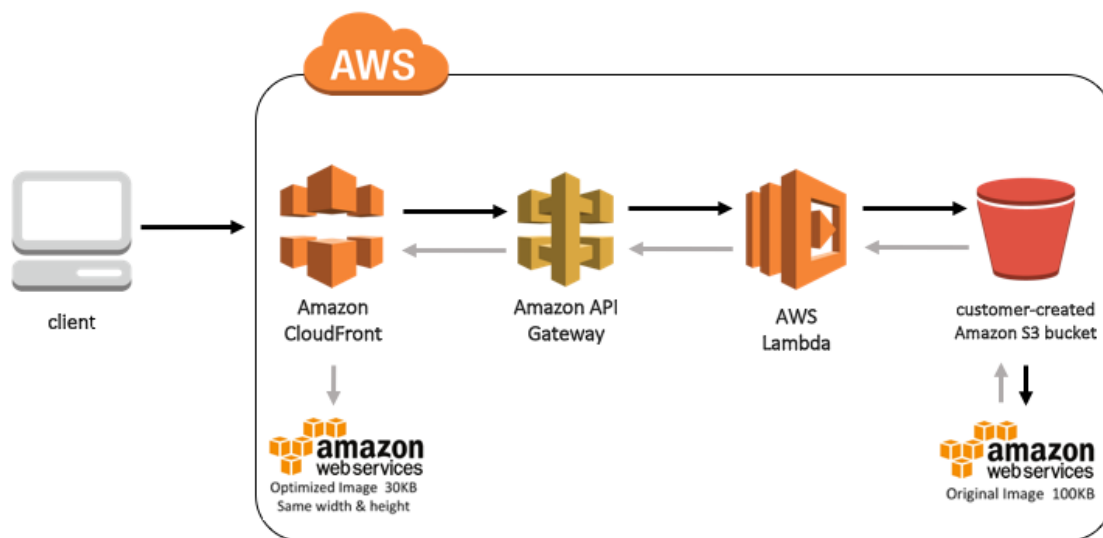 AWS
client
Amazon
CloudFront
Amazon API
Gateway
AWS
Lambda
customer-created
Amazon S3 bucket
amazon
web services
Optimized Image 30KB
Same width & height
amazon
web services
Original Image 100KB